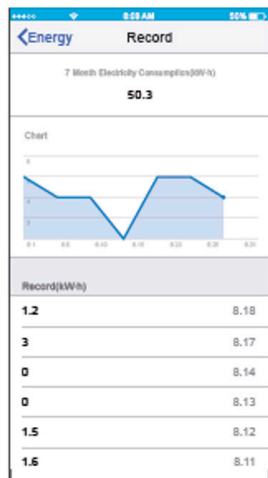 8:08 AM 50%
Energy Record
7 Month Electricity Consumption(kW·h)
50.3
Chart
Record(kW·h)
1.2 8.18
3 8.17
0 8.14
0 8.13
1.5 8.12
1.6 8.11